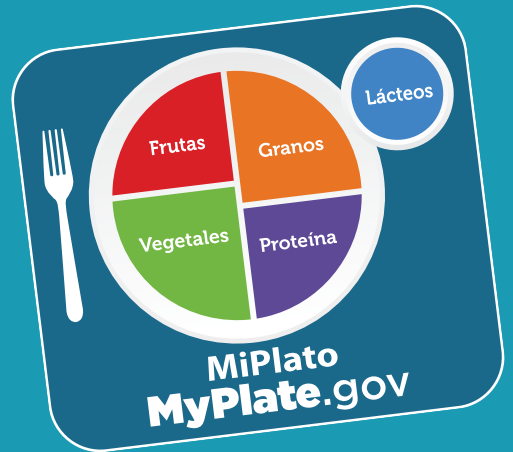 Lácteos
Frutas
Granos
Vegetales
Proteína
MiPlato
MyPlate.gov